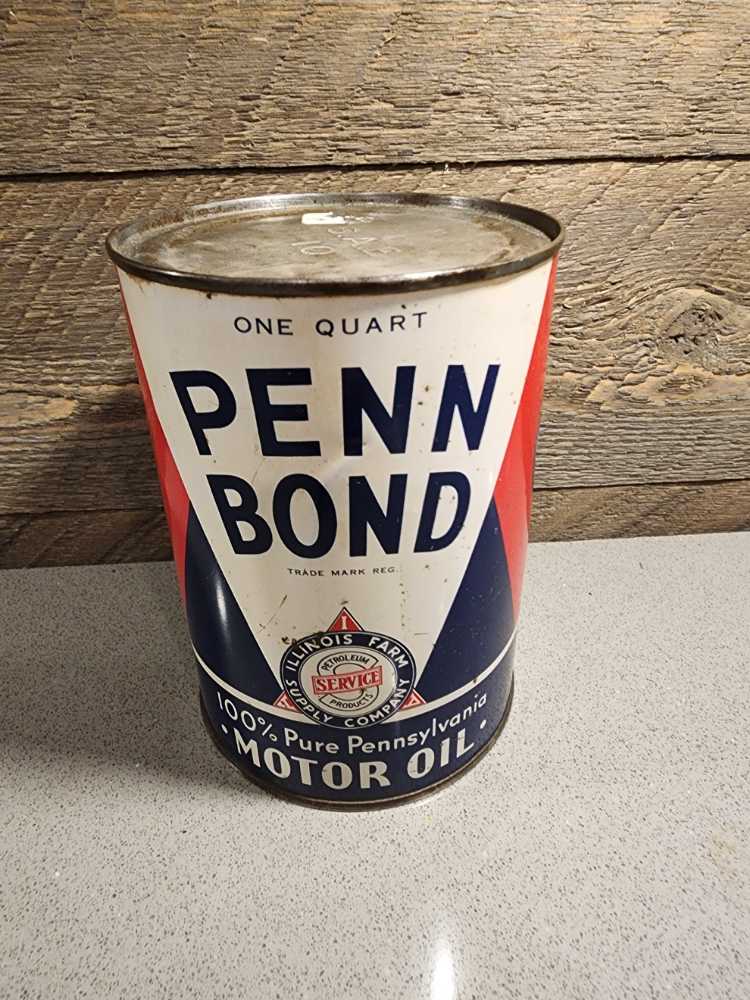 10
ONE QUART
PENN
BOND
TRADE MARK REG.
I
ILLINOIS FARM
PETROLEUM
SERVICE
PRODUCTS
SUPPLY COMPANY
100% Pure Pennsylvania
• MOTOR OIL •